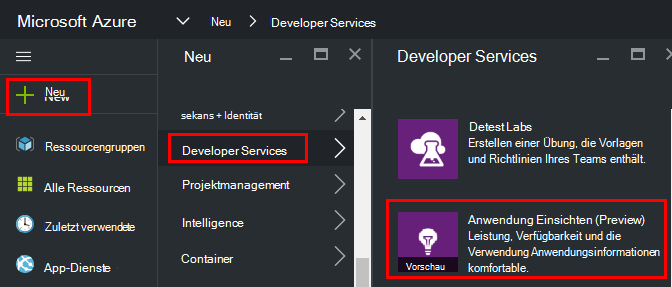 Microsoft Azure
Neu
Developer Services
Neu
Ressourcengruppen
Alle Ressourcen
Zuletzt verwendete
App-Dienste
Neu
sekans + Identität
Developer Services
Projektmanagement
Intelligence
Container
Developer Services
Detest Labs
Erstellen einer Übung, die Vorlagen
und Richtlinien Ihres Teams enthält.
Vorschau
Anwendung Einsichten (Preview)
Leistung, Verfügbarkeit und die
Verwendung Anwendungsinformationen
komfortable.